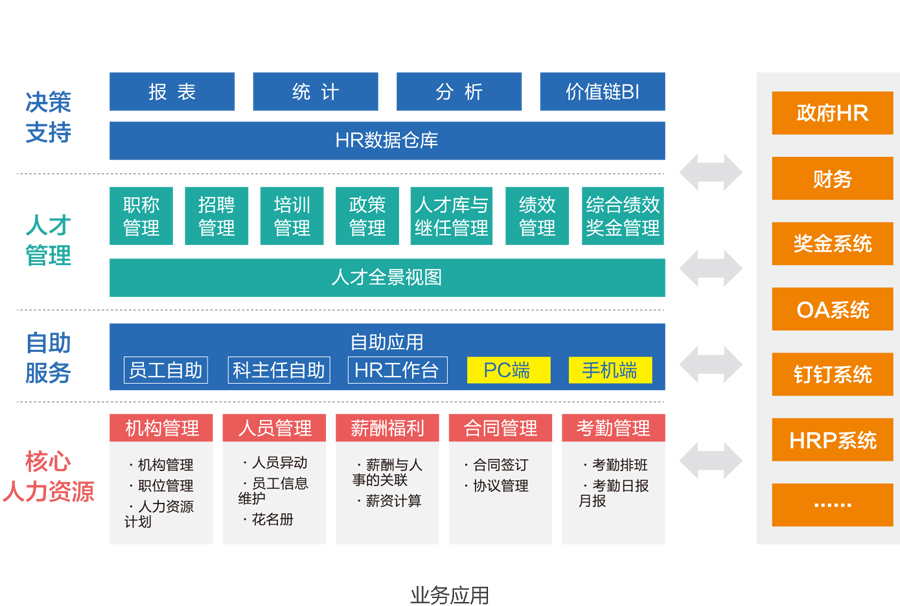 决策
支持
报 表
统 计
分 析
价值链BI
HR数据仓库
人才
管理
职称
管理
招聘
管理
培训
管理
政策
管理
人才库与
继任管理
绩效
管理
综合绩效
奖金管理
人才全景视图
自助
服务
自助应用
员工自助
科主任自助
HR工作台
PC端
手机端
核心
人力资源
机构管理
· 机构管理
· 职位管理
· 人力资源
计划
人员管理
· 人员异动
· 员工信息
维护
· 花名册
薪酬福利
· 薪酬与人
事的关联
· 薪资计算
合同管理
· 合同签订
· 协议管理
考勤管理
· 考勤排班
· 考勤日报
月报
政府HR
财务
奖金系统
OA系统
钉钉系统
HRP系统
······
业务应用